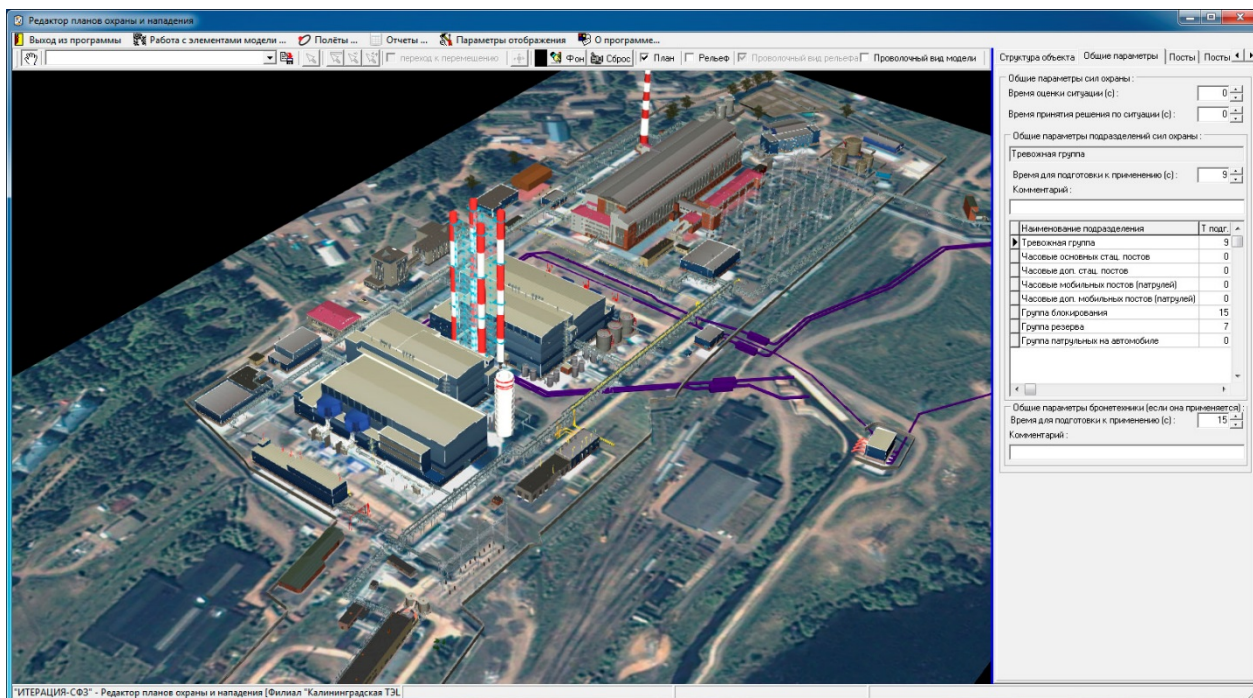 Редактор планов охраны и нападения
Выход из программы Работа с элементами модели ... Полёты ... Отчеты ... Параметры отображения О программе...
переход к перемещению Фон Сброс План Рельеф Проволочный вид рельефа Проволочный вид модели
Структура объекта Общие параметры Посты Посты
Общие параметры сил охраны :
Время оценки ситуации (с) : 0
Время принятия решения по ситуации (с) : 0
Общие параметры подразделений сил охраны :
Тревожная группа
Время для подготовки к применению (с) : 9
Комментарий :
Наименование подразделения Т подг.
Тревожная группа 9
Часовые основных стац. постов 0
Часовые доп. стац. постов 0
Часовые мобильных постов (патрулей) 0
Часовые доп. мобильных постов (патрулей) 0
Группа блокирования 15
Группа резерва 7
Группа патрульных на автомобиле 0
Общие параметры бронетехники (если она применяется) :
Время для подготовки к применению (с) : 15
Комментарий :
"ИТЕРАЦИЯ-СФЗ" - Редактор планов охраны и нападения [Филиал "Калининградская ТЭЦ